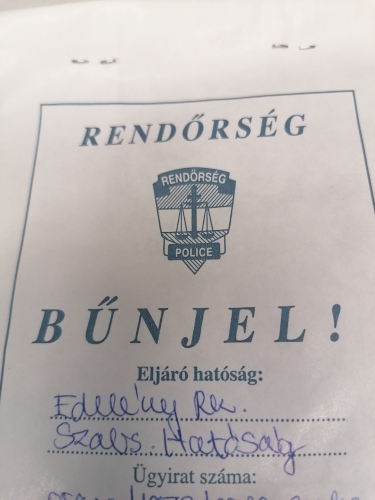 RENDŐRSÉG
RENDŐRSÉG
POLICE
BŰNJEL!
Eljáró hatóság:
Edelény Rk.
Szabs. Hatóság
Ügyirat száma: